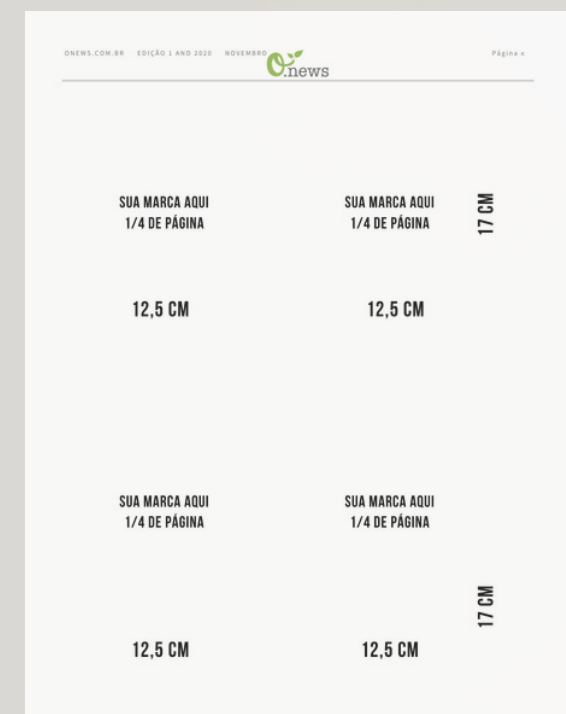 ONEWS.COM.BR EDIÇÃO 1 ANO 2020 NOVEMBRO
O.news
Página x
SUA MARCA AQUI
1/4 DE PÁGINA
SUA MARCA AQUI
1/4 DE PÁGINA
17 CM
12,5 CM
12,5 CM
SUA MARCA AQUI
1/4 DE PÁGINA
SUA MARCA AQUI
1/4 DE PÁGINA
17 CM
12,5 CM
12,5 CM